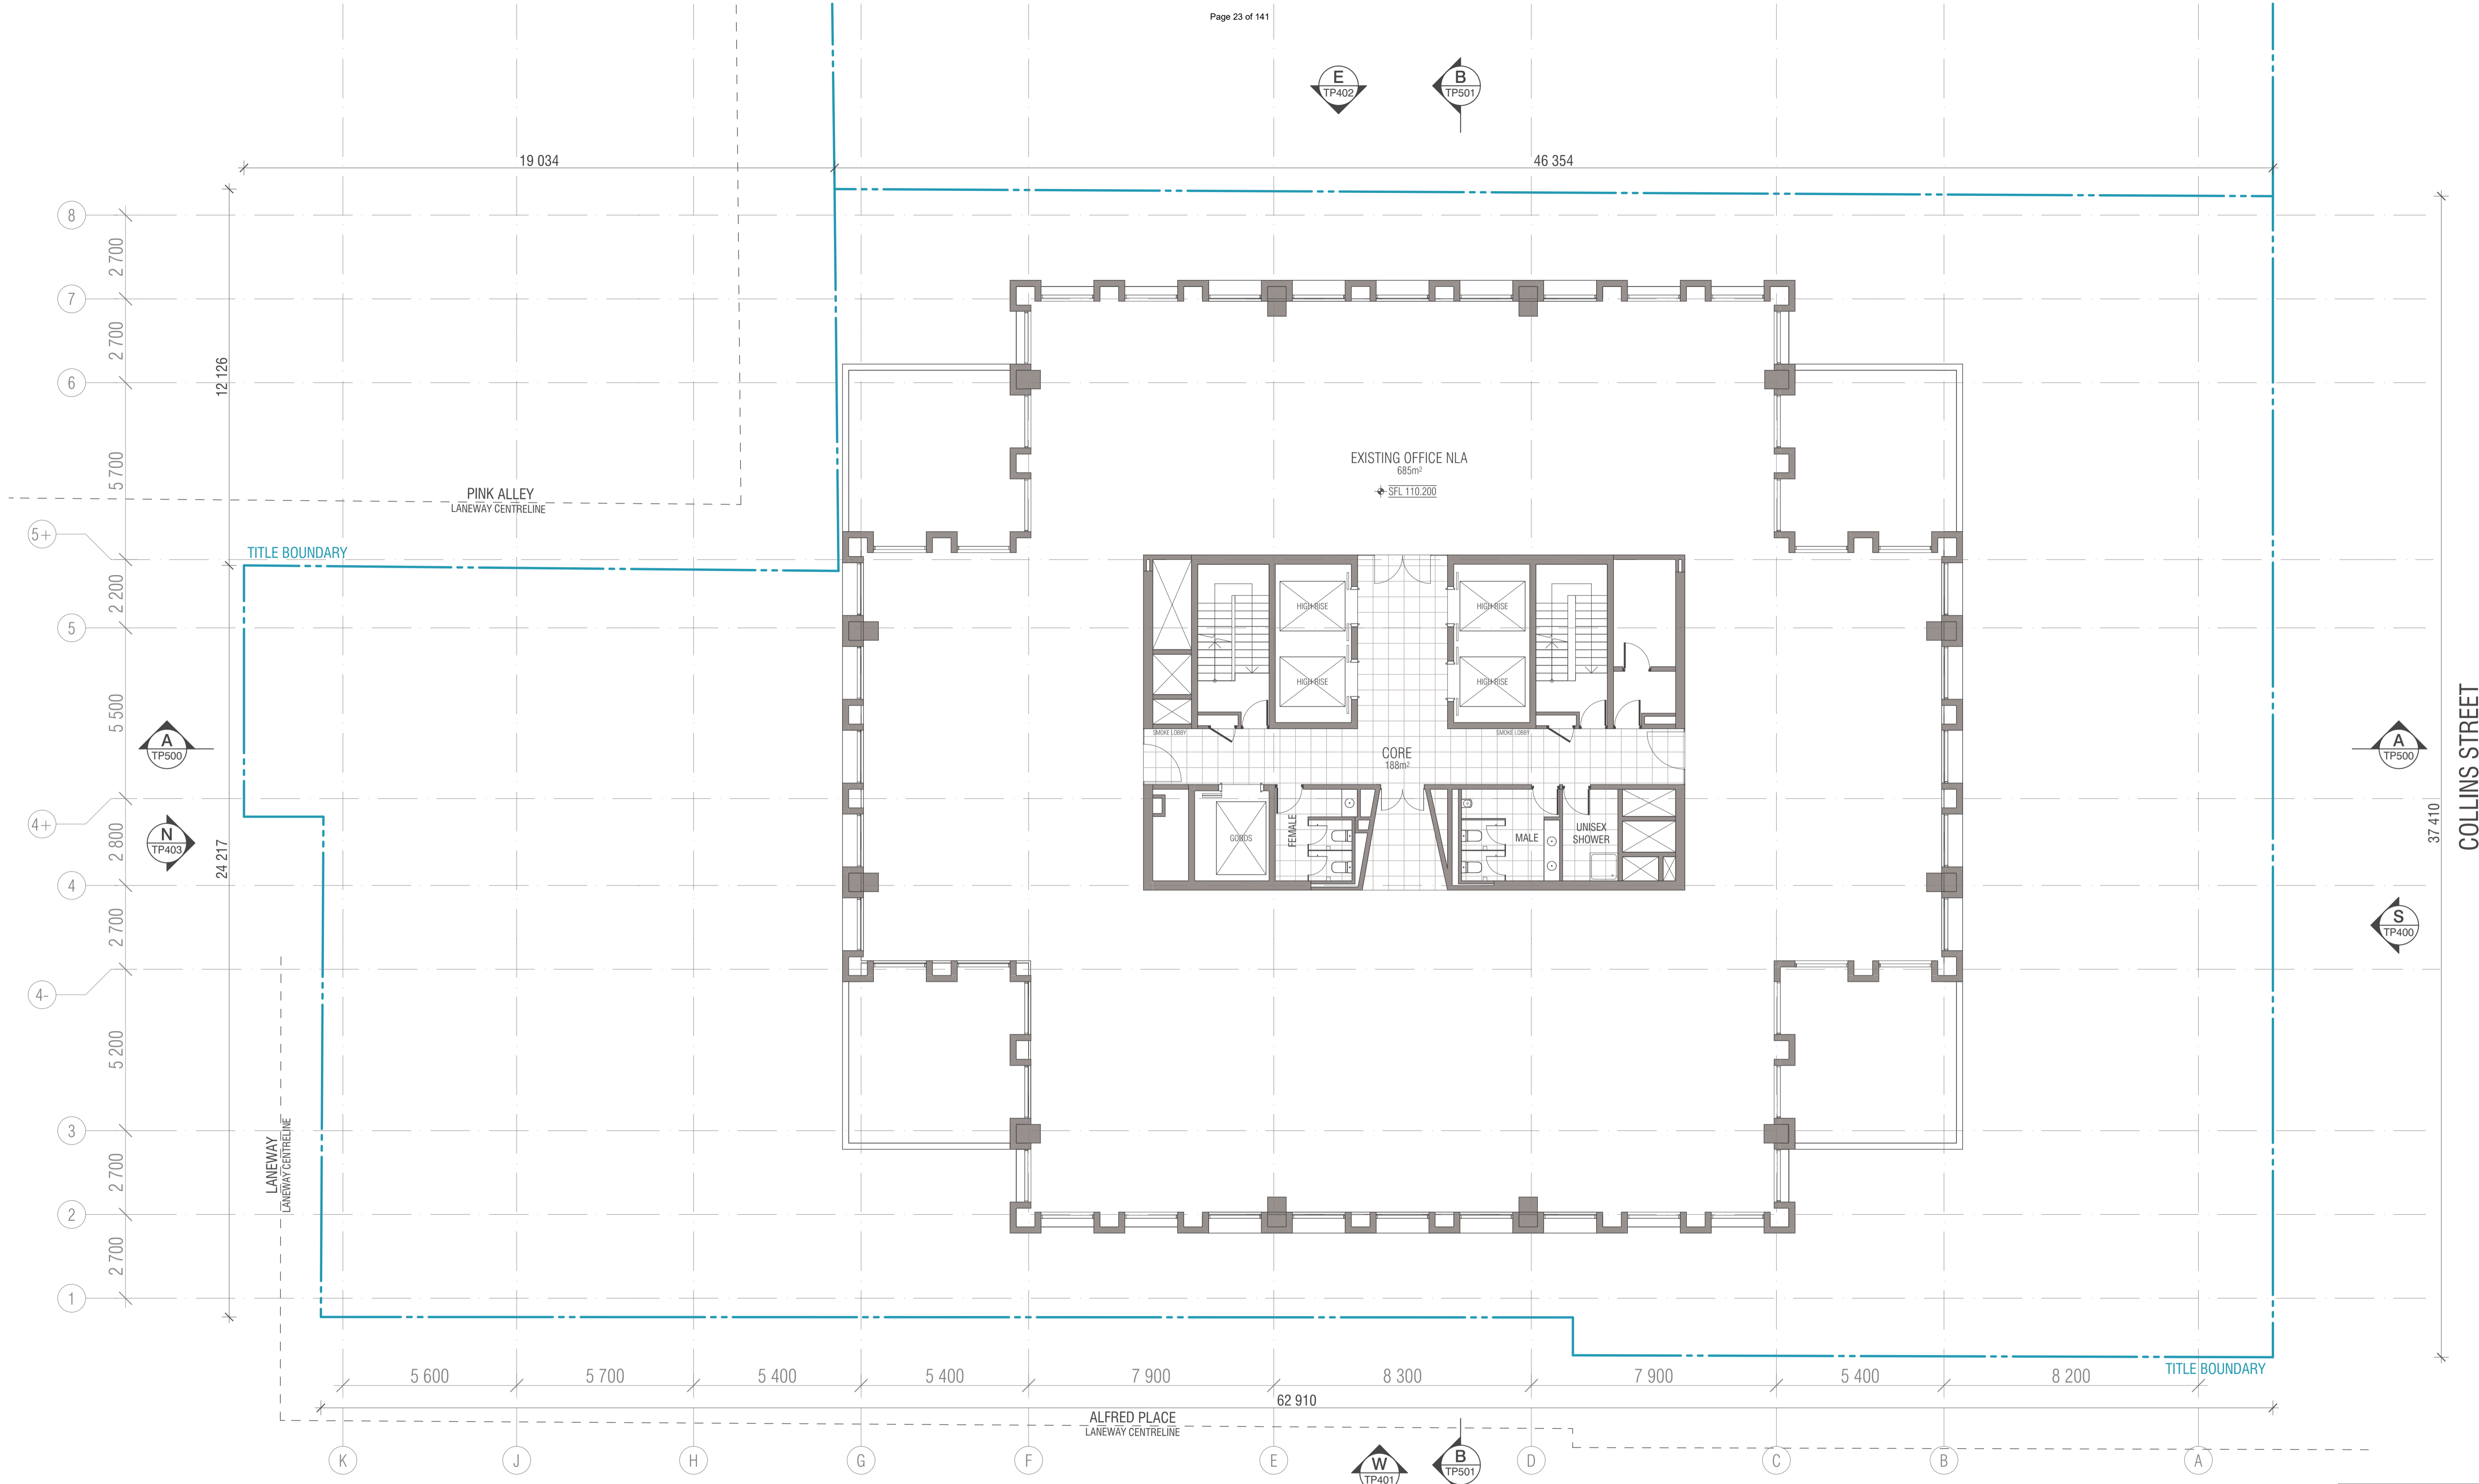 Page 23 of 141
E
TP402
B
TP501
19 034
46 354
8
2 700
7
2 700
6
12 126
5 700
EXISTING OFFICE NLA
685m²
SFL 110.200
PINK ALLEY
LANEWAY CENTRELINE
5+
TITLE BOUNDARY
2 200
5
HIGH RISE
HIGH RISE
HIGH RISE
HIGH RISE
5 500
A
TP500
SMOKE LOBBY
SMOKE LOBBY
CORE
188m²
A
TP500
COLLINS STREET
37 410
4+
N
TP403
2 800
24 217
GOODS
FEMALE
MALE
UNISEX
SHOWER
4
2 700
S
TP400
4-
5 200
3
LANEWAY
LANEWAY CENTRELINE
2 700
2
2 700
1
5 600
5 700
5 400
5 400
7 900
8 300
7 900
5 400
8 200
TITLE BOUNDARY
62 910
ALFRED PLACE
LANEWAY CENTRELINE
K
J
H
G
F
E
W
TP401
B
TP501
D
C
B
A